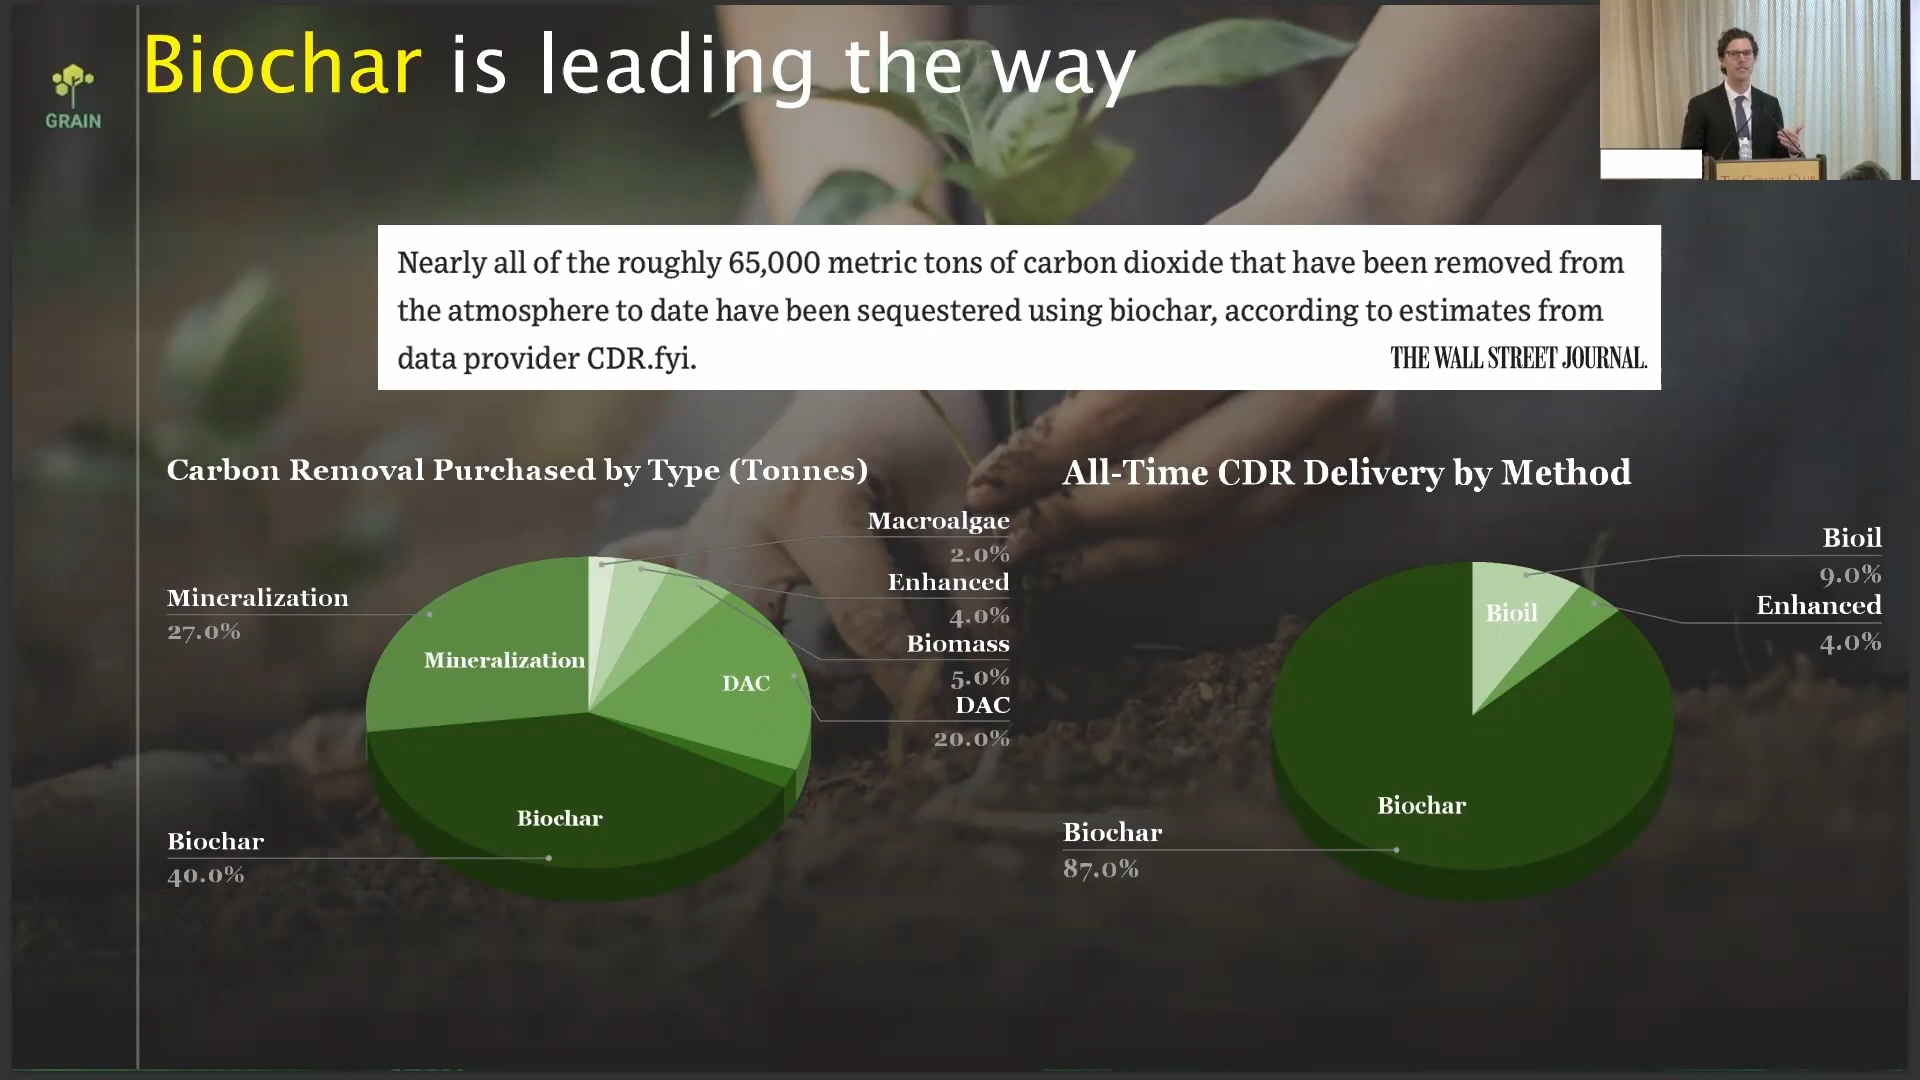 Biochar is leading the way
GRAIN
THE CORNELL CLUB
Nearly all of the roughly 65,000 metric tons of carbon dioxide that have been removed from
the atmosphere to date have been sequestered using biochar, according to estimates from
data provider CDR.fyi.
THE WALL STREET JOURNAL.
Carbon Removal Purchased by Type (Tonnes)
Macroalgae
2.0%
Enhanced
4.0%
Biomass
5.0%
DAC
20.0%
Mineralization
27.0%
Mineralization
DAC
Biochar
Biochar
40.0%
All-Time CDR Delivery by Method
Bioil
9.0%
Enhanced
4.0%
Bioil
Biochar
Biochar
87.0%